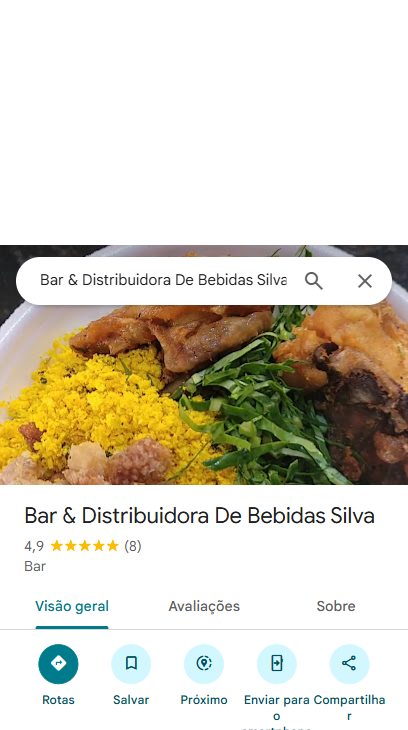 Bar & Distribuidora De Bebidas Silva
Bar & Distribuidora De Bebidas Silva
4,9 ★★★★★ (8)
Bar
Visão geral Avaliações Sobre
Rotas Salvar Próximo Enviar para o smartphone Compartilhar